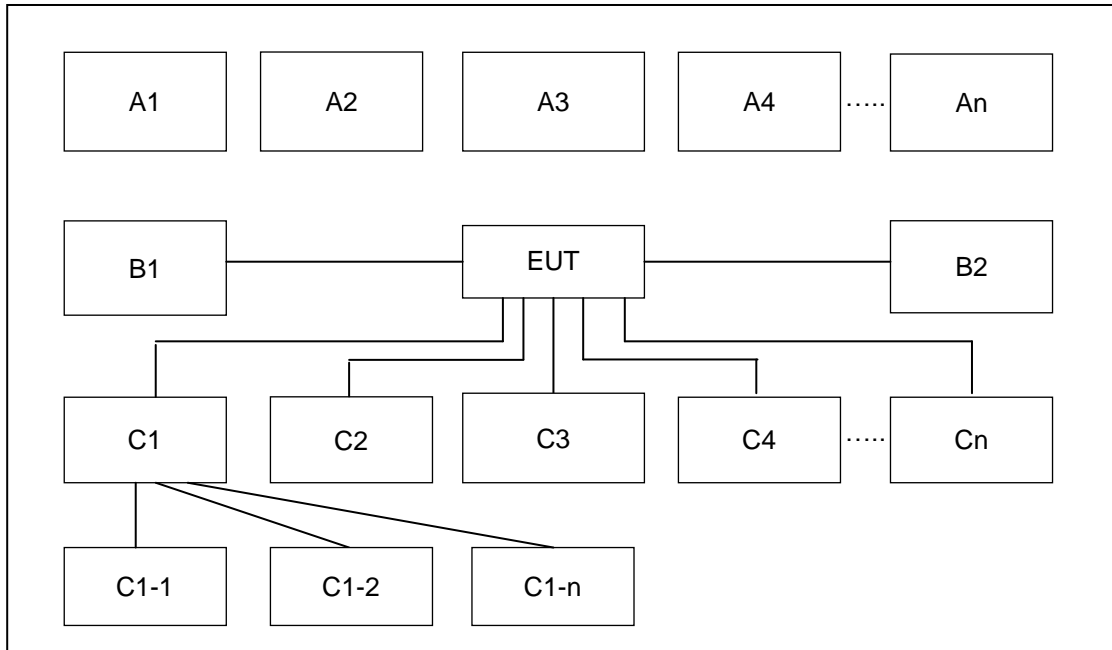 A1 A2 A3 A4 ..... An
B1 EUT B2
C1 C2 C3 C4 ..... Cn
C1-1 C1-2 C1-n